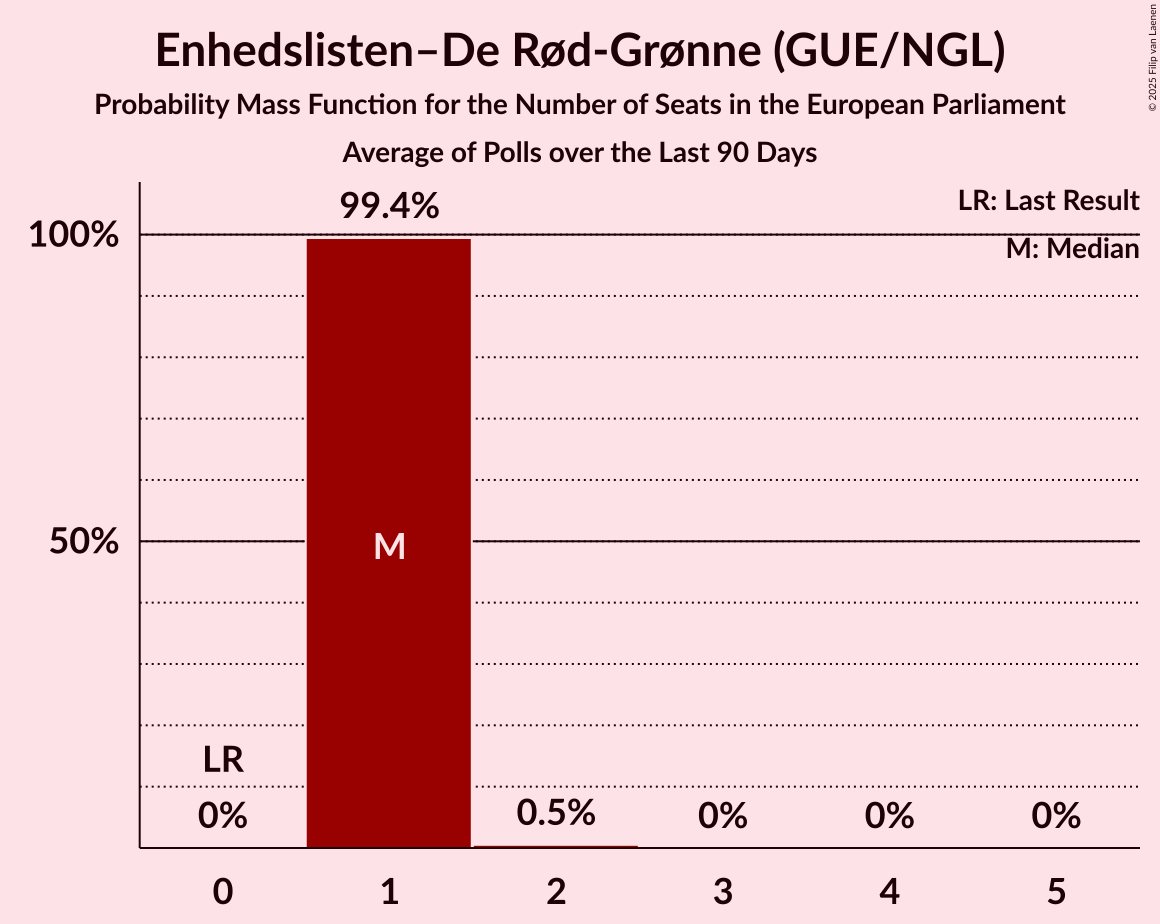 Enhedslisten–De Rød-Grønne (GUE/NGL)
Probability Mass Function for the Number of Seats in the European Parliament
Average of Polls over the Last 90 Days
© 2025 Filip van Laenen
LR: Last Result
M: Median
99.4%
100%
50%
M
LR
0%
0.5%
0%
0%
0%
0 1 2 3 4 5